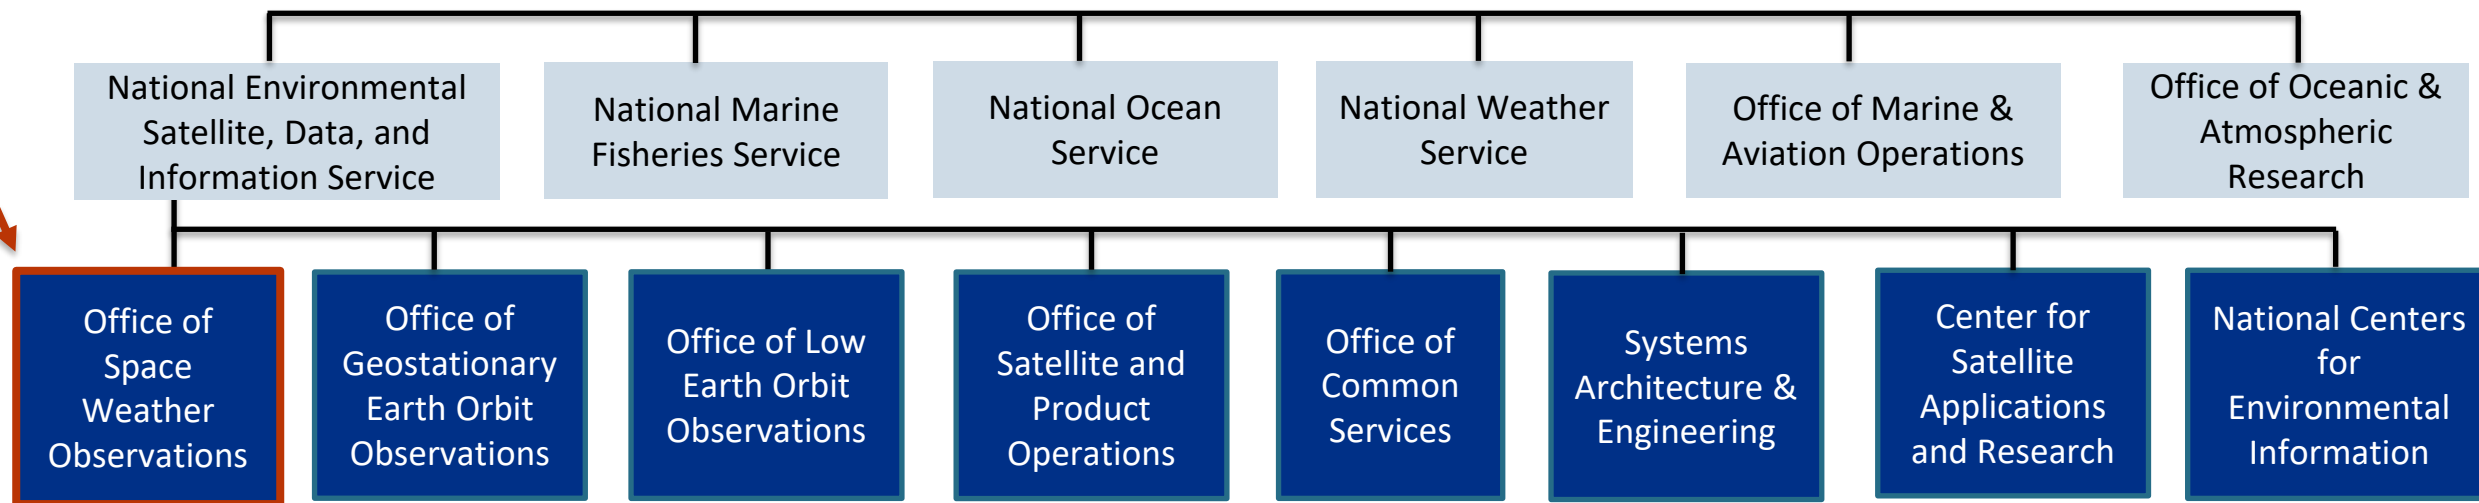 National Environmental
Satellite, Data, and
Information Service
National Marine
Fisheries Service
National Ocean
Service
National Weather
Service
Office of Marine &
Aviation Operations
Office of Oceanic &
Atmospheric
Research
Office of
Space
Weather
Observations
Office of
Geostationary
Earth Orbit
Observations
Office of Low
Earth Orbit
Observations
Office of
Satellite and
Product
Operations
Office of
Common
Services
Systems
Architecture &
Engineering
Center for
Satellite
Applications
and Research
National Centers
for
Environmental
Information